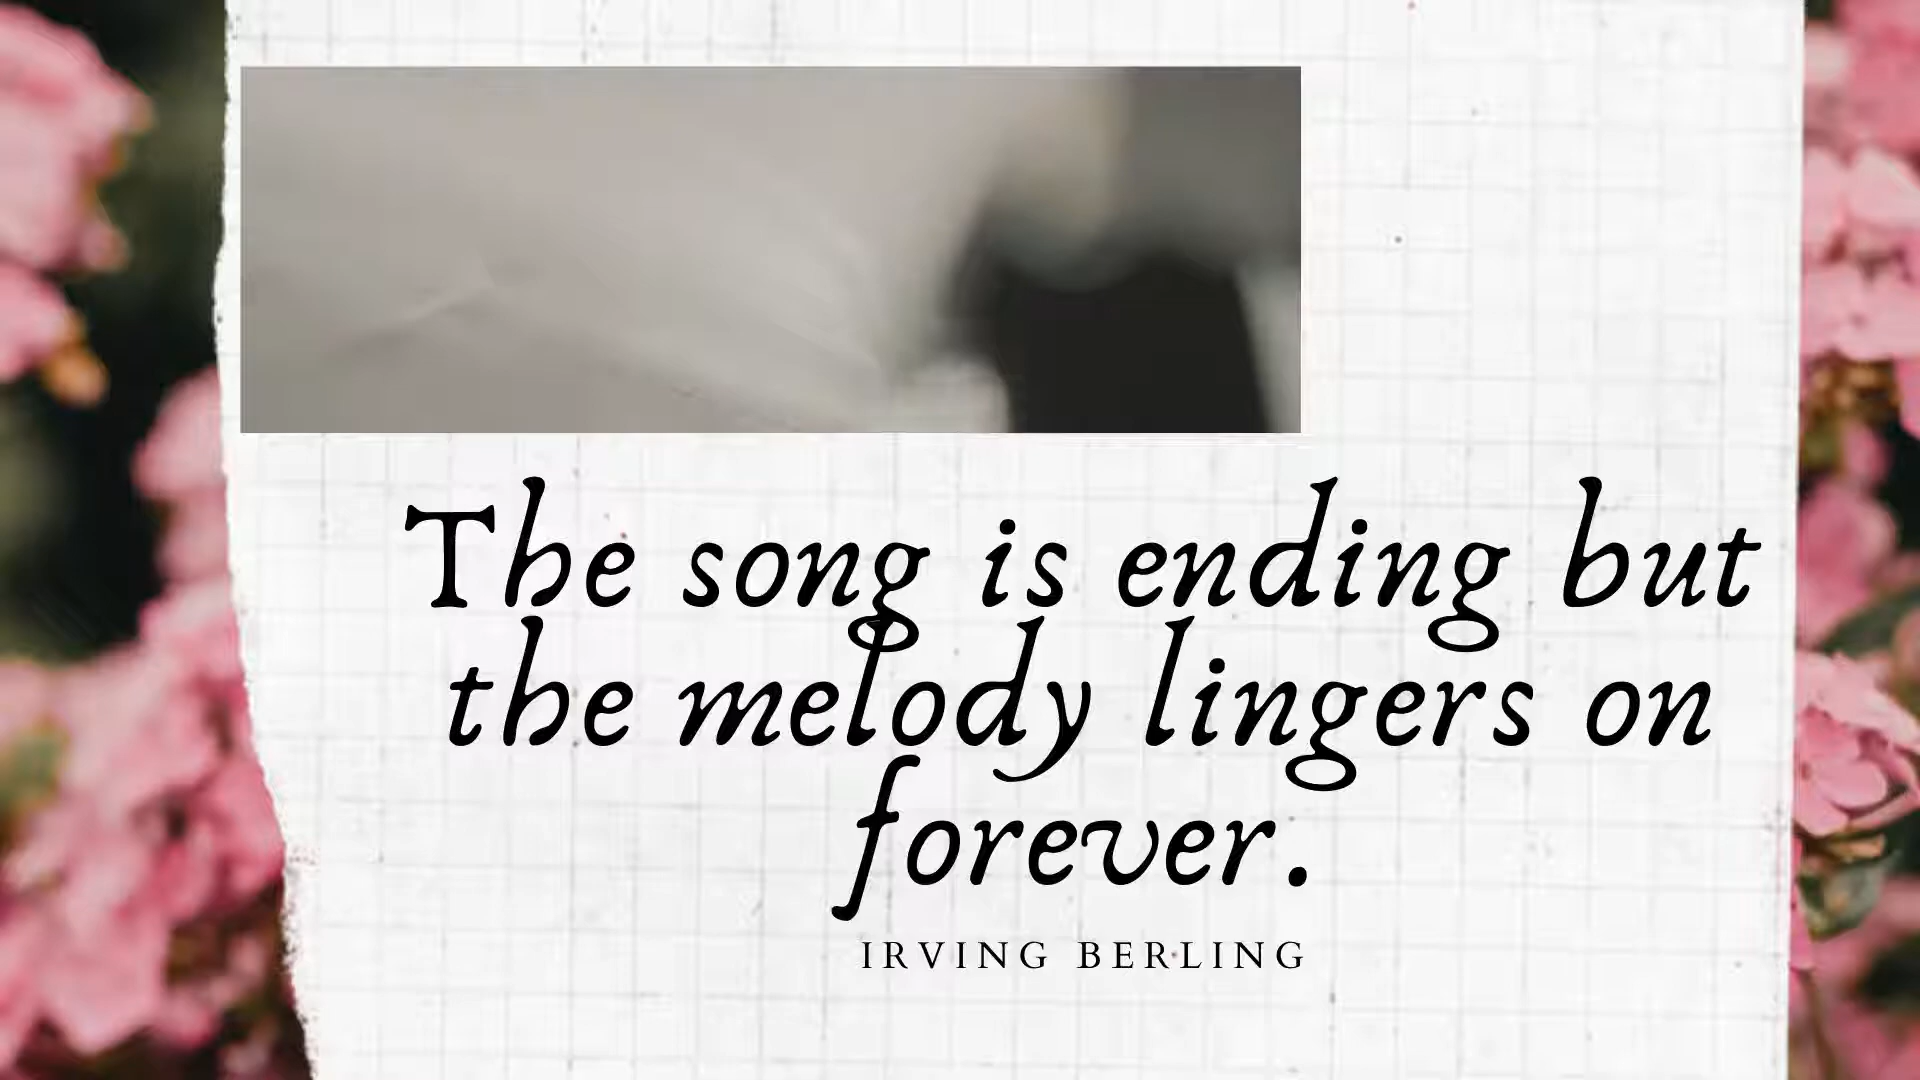 The song is ending but
the melody lingers on
forever.
IRVING BERLING